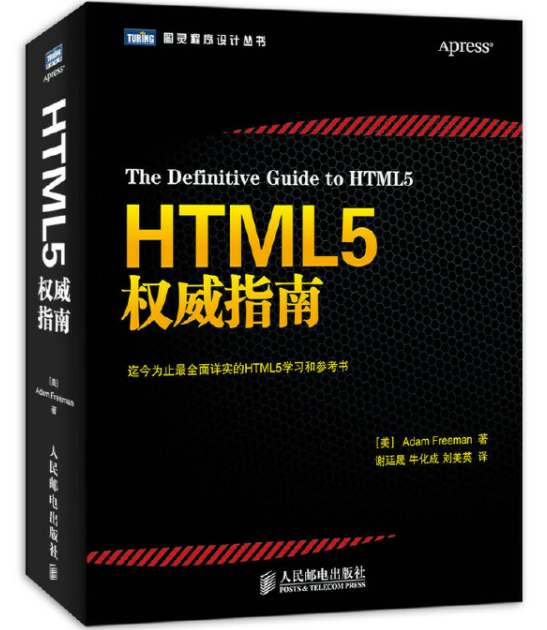 TURING 图灵程序设计丛书
Apress®
The Definitive Guide to HTML5
HTML5
权威指南
迄今为止最全面详实的HTML5学习和参考书
[美] Adam Freeman 著
谢廷晟 牛化成 刘美英 译
人民邮电出版社
POSTS & TELECOM PRESS
TURING
Apress®
HTML5
权威
指南
[美]
Adam Freeman
著
人民邮电出版社